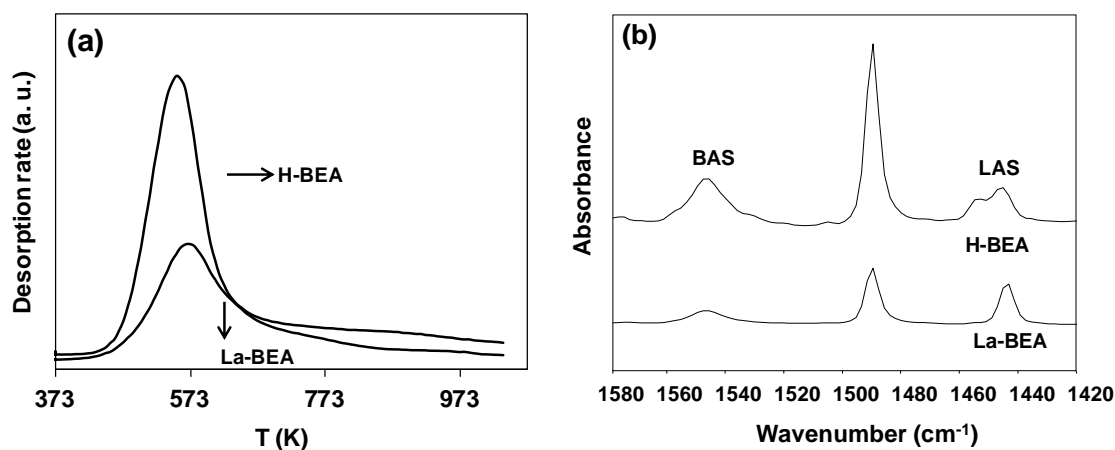 (a)
Desorption rate (a. u.)
H-BEA
La-BEA
373 573 773 973
T (K)
(b)
Absorbance
BAS
LAS
H-BEA
La-BEA
1580 1560 1540 1520 1500 1480 1460 1440 1420
Wavenumber (cm⁻¹)